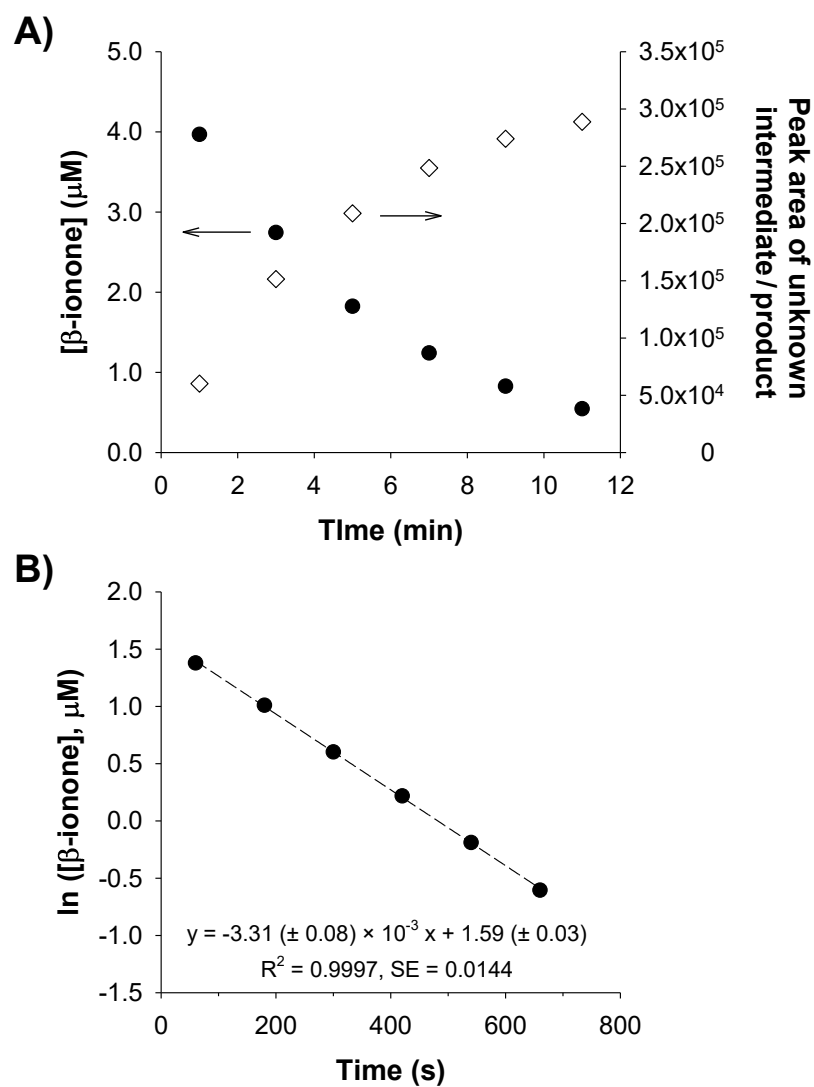 A)
5.0
4.0
3.0
2.0
1.0
0.0
[β-ionone] (μM)
3.5x10⁵
3.0x10⁵
2.5x10⁵
2.0x10⁵
1.5x10⁵
1.0x10⁵
5.0x10⁴
0
Peak area of unknown
intermediate/product
0 2 4 6 8 10 12
TIme (min)
B)
2.0
1.5
1.0
0.5
0.0
-0.5
-1.0
-1.5
ln ([β-ionone], μM)
y = -3.31 (± 0.08) × 10⁻³ x + 1.59 (± 0.03)
R² = 0.9997, SE = 0.0144
0 200 400 600 800
Time (s)